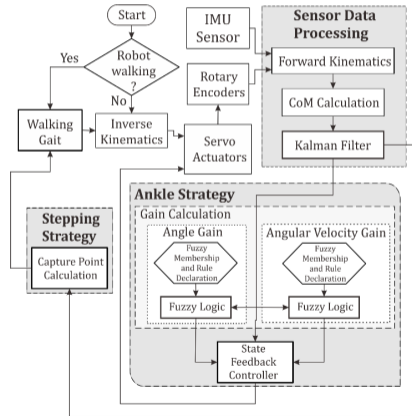 Start
Robot
walking
?
Yes
No
Walking
Gait
Inverse
Kinematics
IMU
Sensor
Rotary
Encoders
Servo
Actuators
Sensor Data
Processing
Forward Kinematics
CoM Calculation
Kalman Filter
Stepping
Strategy
Capture Point
Calculation
Ankle Strategy
Gain Calculation
Angle Gain
Fuzzy
Membership
and Rule
Declaration
Fuzzy Logic
Angular Velocity Gain
Fuzzy
Membership
and Rule
Declaration
Fuzzy Logic
State
Feedback
Controller